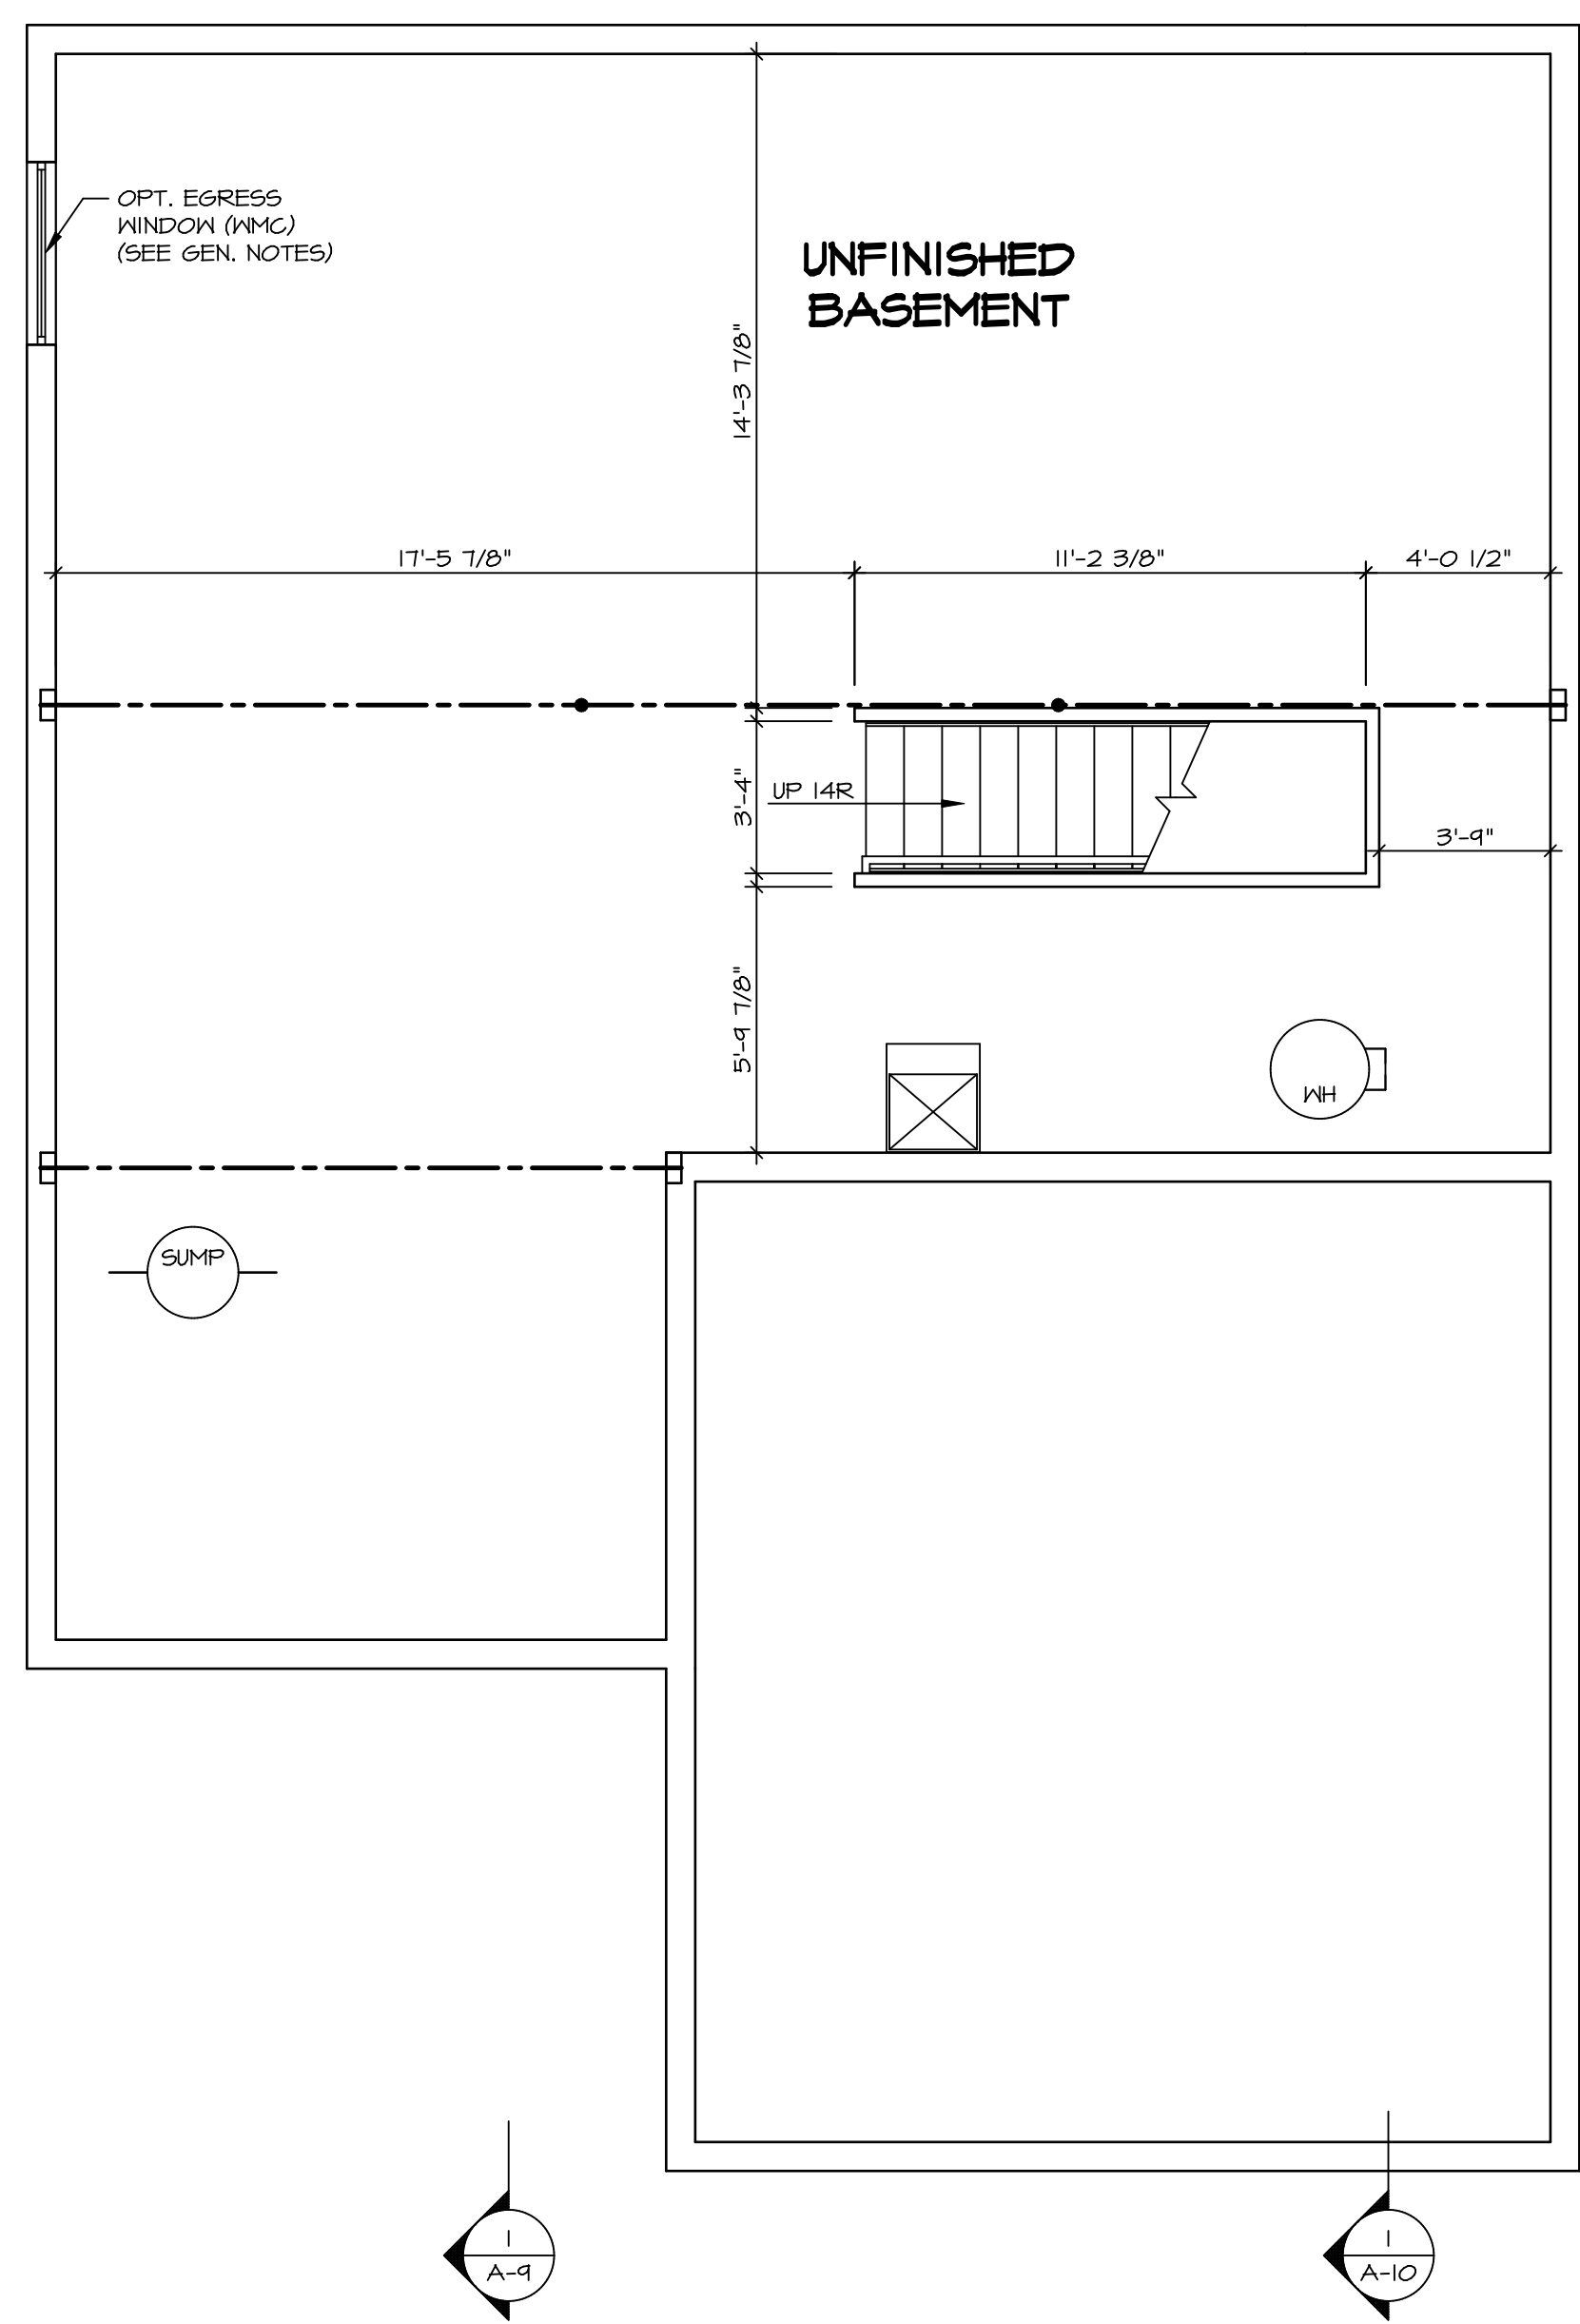 OPT. EGRESS
WINDOW (WMC)
(SEE GEN. NOTES)
UNFINISHED
BASEMENT
14'-3 7/8"
17'-5 7/8"
11'-2 3/8"
4'-0 1/2"
3'-4"
UP 14R
3'-9"
5'-9 7/8"
WH
SUMP
1
A-9
1
A-10